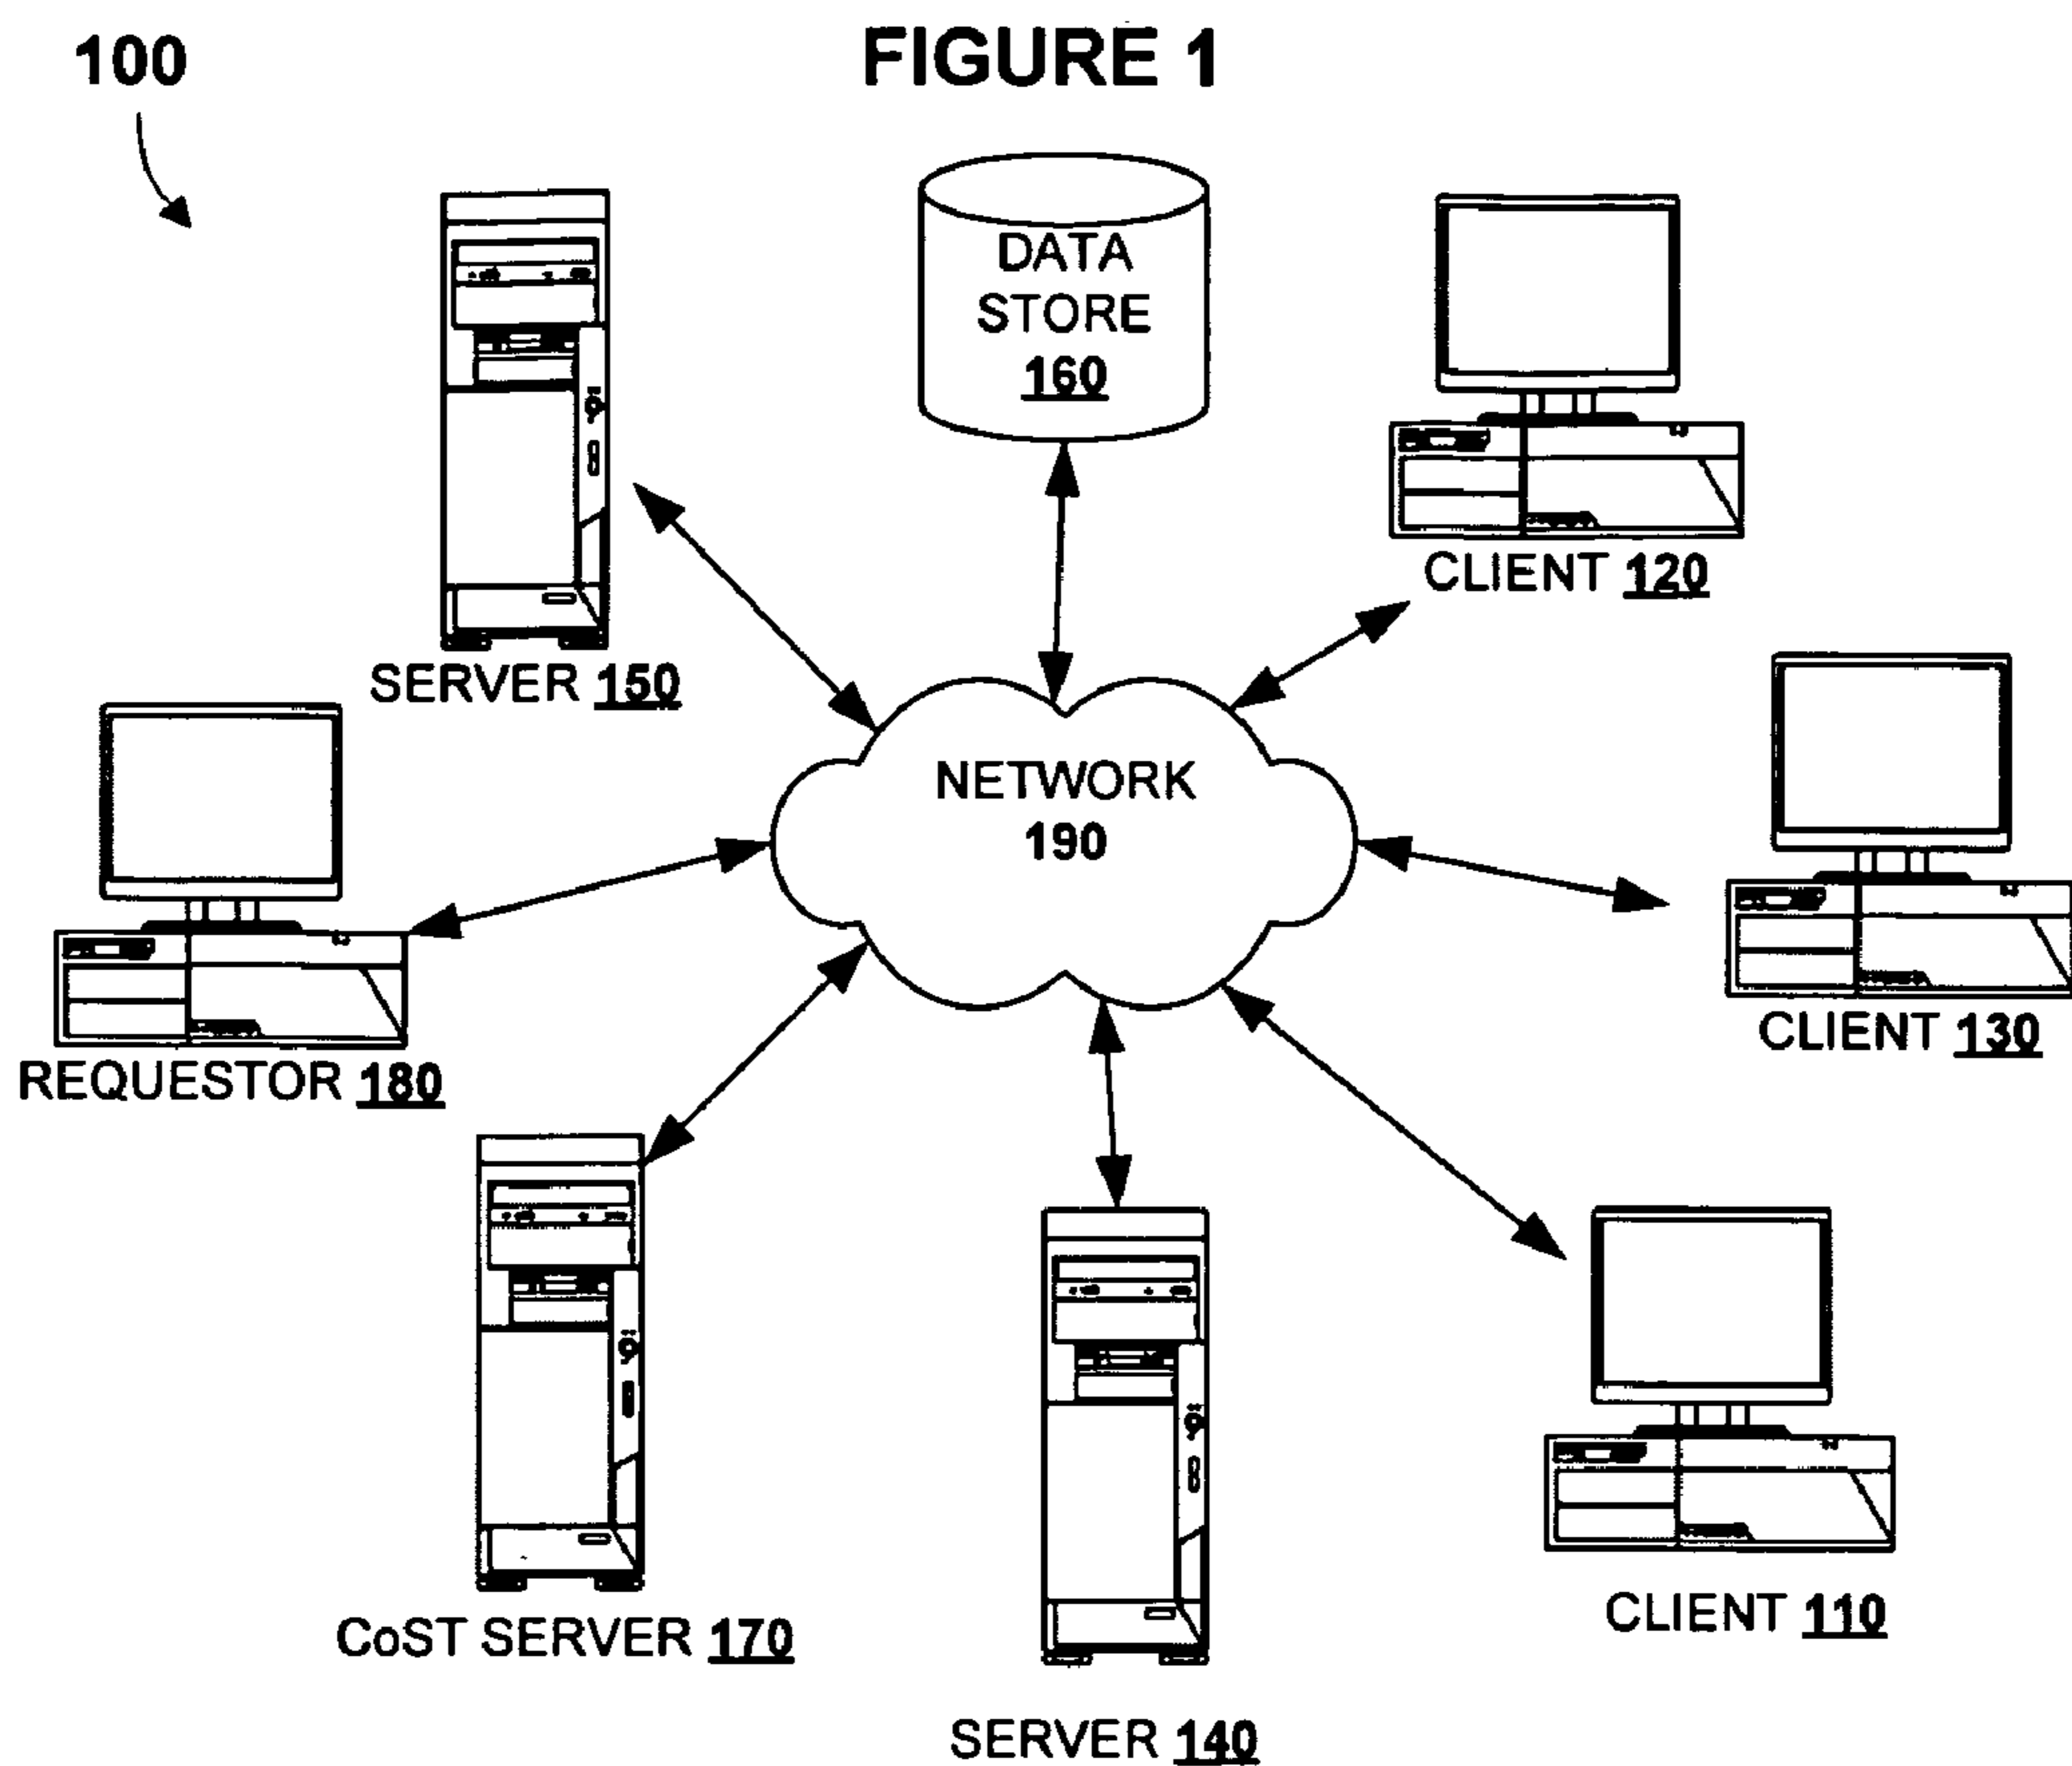 FIGURE 1
100
DATA
STORE
160
CLIENT 120
SERVER 150
NETWORK
190
CLIENT 130
REQUESTOR 180
CLIENT 110
CoST SERVER 170
SERVER 140